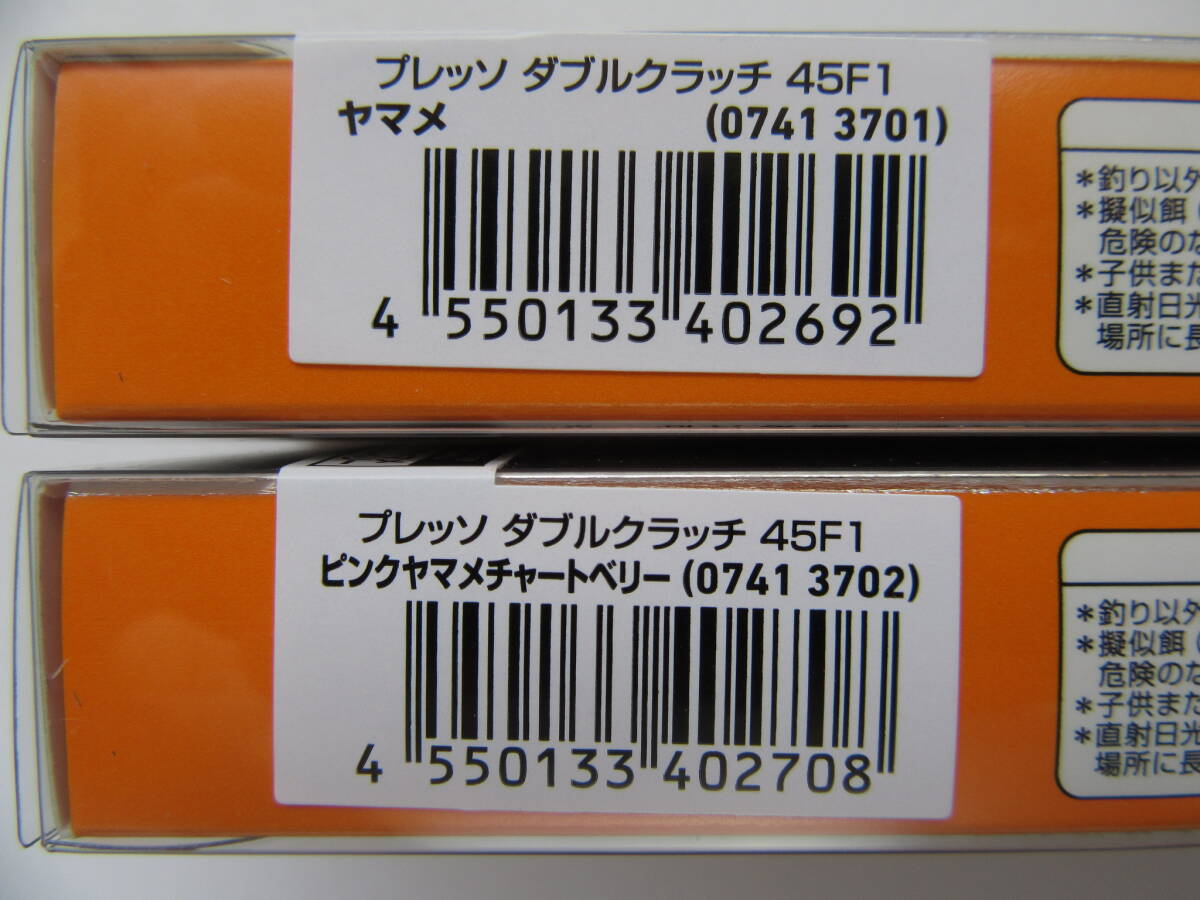 プレッソ ダブルクラッチ 45F1
ヤマメ (0741 3701)
4 550133 402692
*釣り以外
*擬似餌
危険のな
*子供また
*直射日光
場所に長
プレッソ ダブルクラッチ 45F1
ピンクヤマメチャートベリー (0741 3702)
4 550133 402708
*釣り以外
*擬似餌
危険のな
*子供また
*直射日光
場所に長